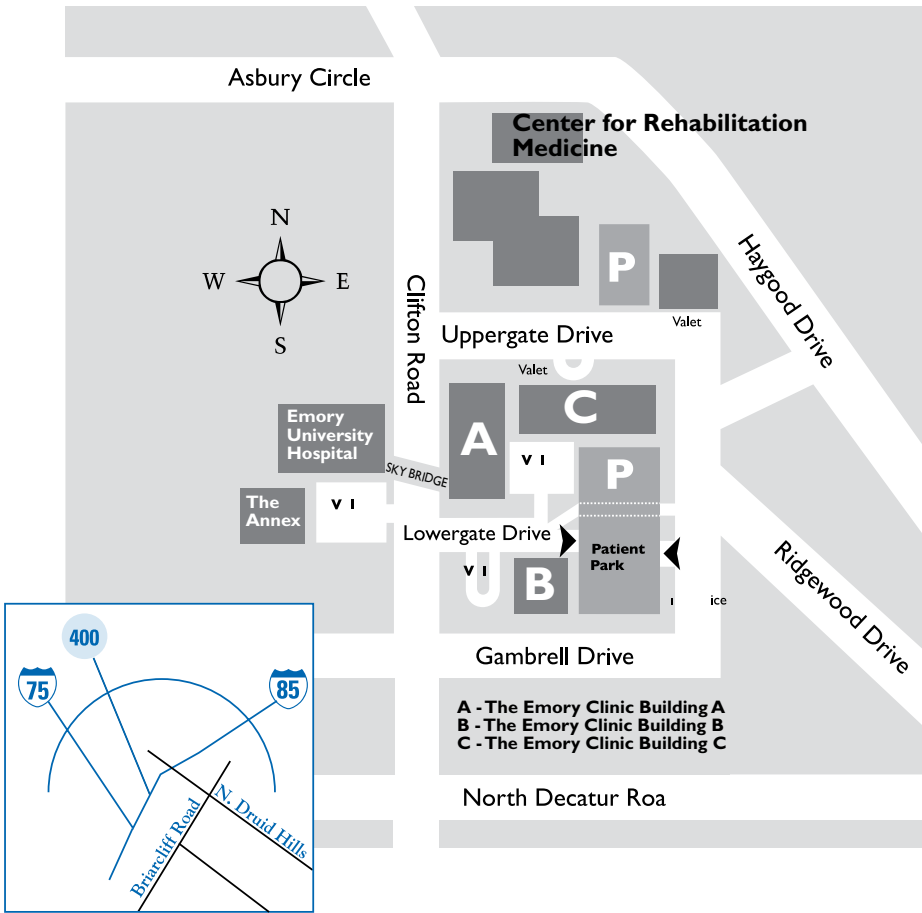 Asbury Circle
Center for Rehabilitation
Medicine
N
W
E
S
Clifton Road
Haygood Drive
P
Valet
Uppergate Drive
Valet
A
C
Emory
University
Hospital
SKY BRIDGE
V I
P
The
Annex
V I
Lowergate Drive
Patient
Park
V I
B
ice
Ridgewood Drive
Gambrell Drive
400
75
85
A - The Emory Clinic Building A
B - The Emory Clinic Building B
C - The Emory Clinic Building C
North Decatur Roa
N. Druid Hills
Briarcliff Road